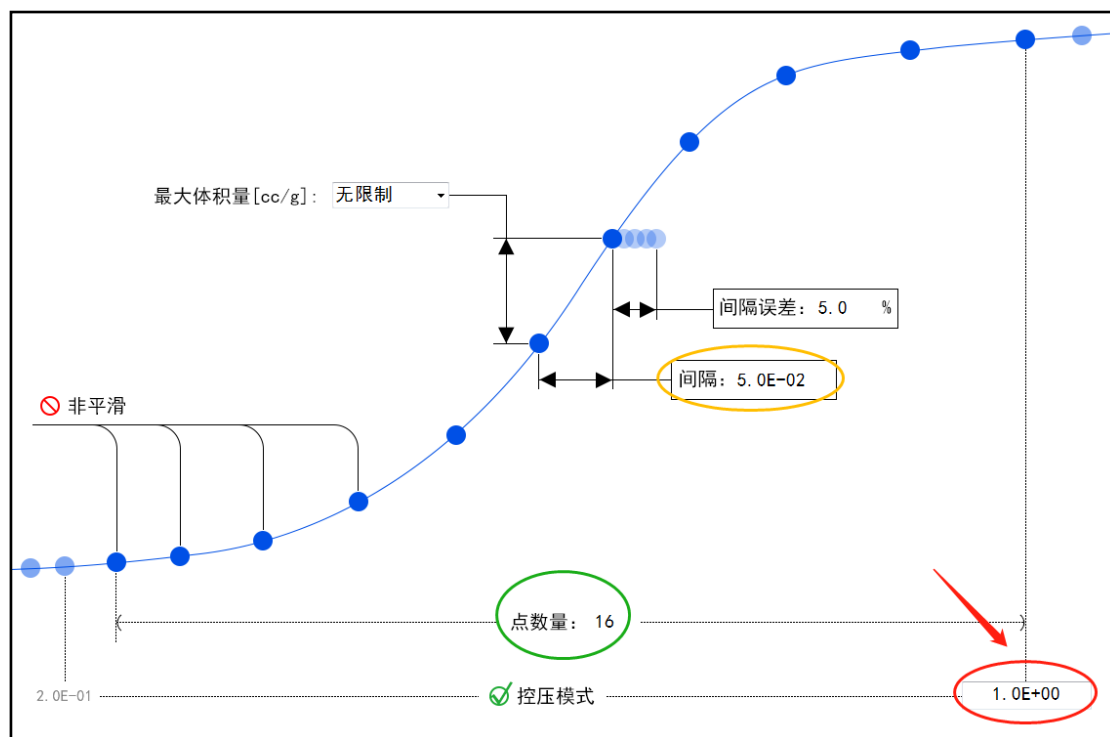 最大体积量[cc/g]: 无限制
间隔误差: 5.0 %
间隔: 5.0E-02
非平滑
点数量: 16
2.0E-01
控压模式
1.0E+00